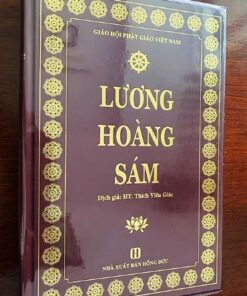 GIÁO HỘI PHẬT GIÁO VIỆT NAM
LƯƠNG
HOÀNG
SÁM
Dịch giả: HT. Thích Viên Giác
NHÀ XUẤT BẢN HỒNG ĐỨC